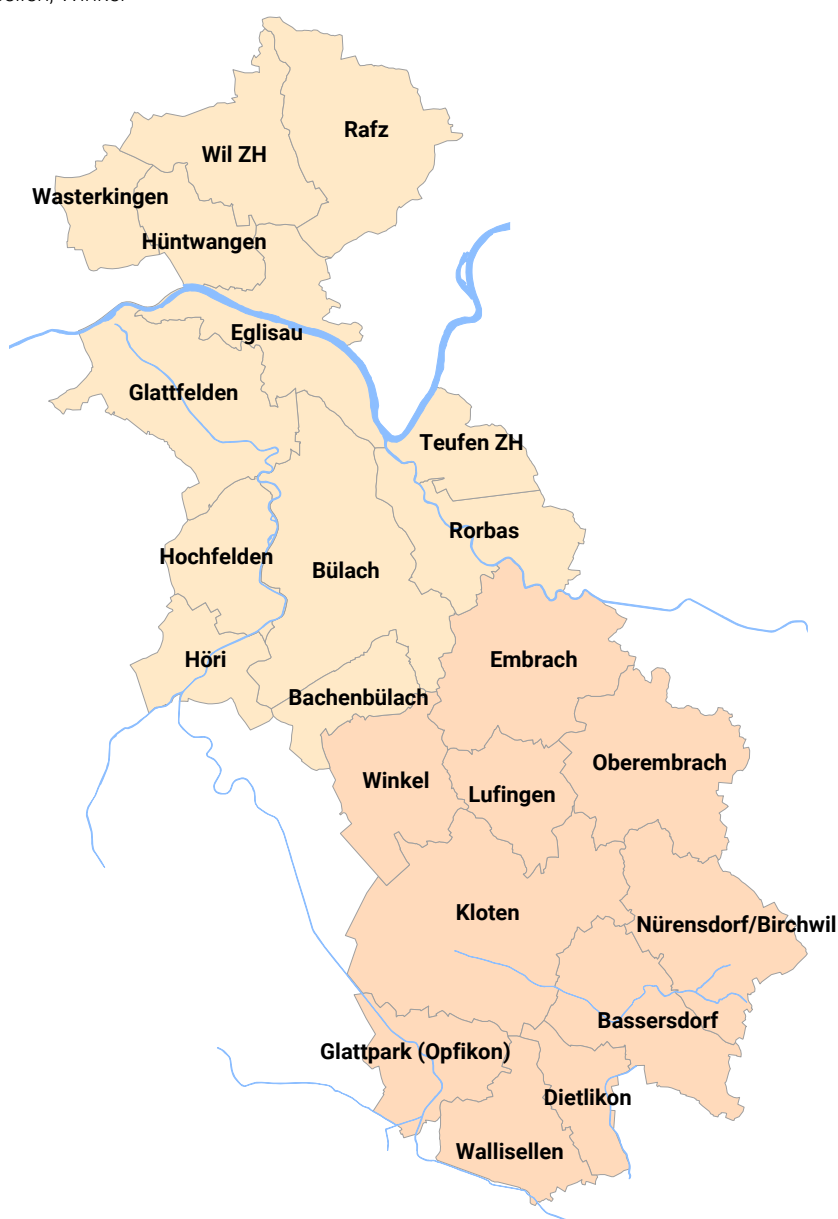 Rafz
Wil ZH
Wasterkingen
Hüntwangen
Eglisau
Glattfelden
Teufen ZH
Rorbas
Hochfelden
Bülach
Höri
Embrach
Bachenbülach
Oberembrach
Winkel
Lufingen
Kloten
Nürensdorf/Birchwil
Bassersdorf
Glattpark (Opfikon)
Dietlikon
Wallisellen